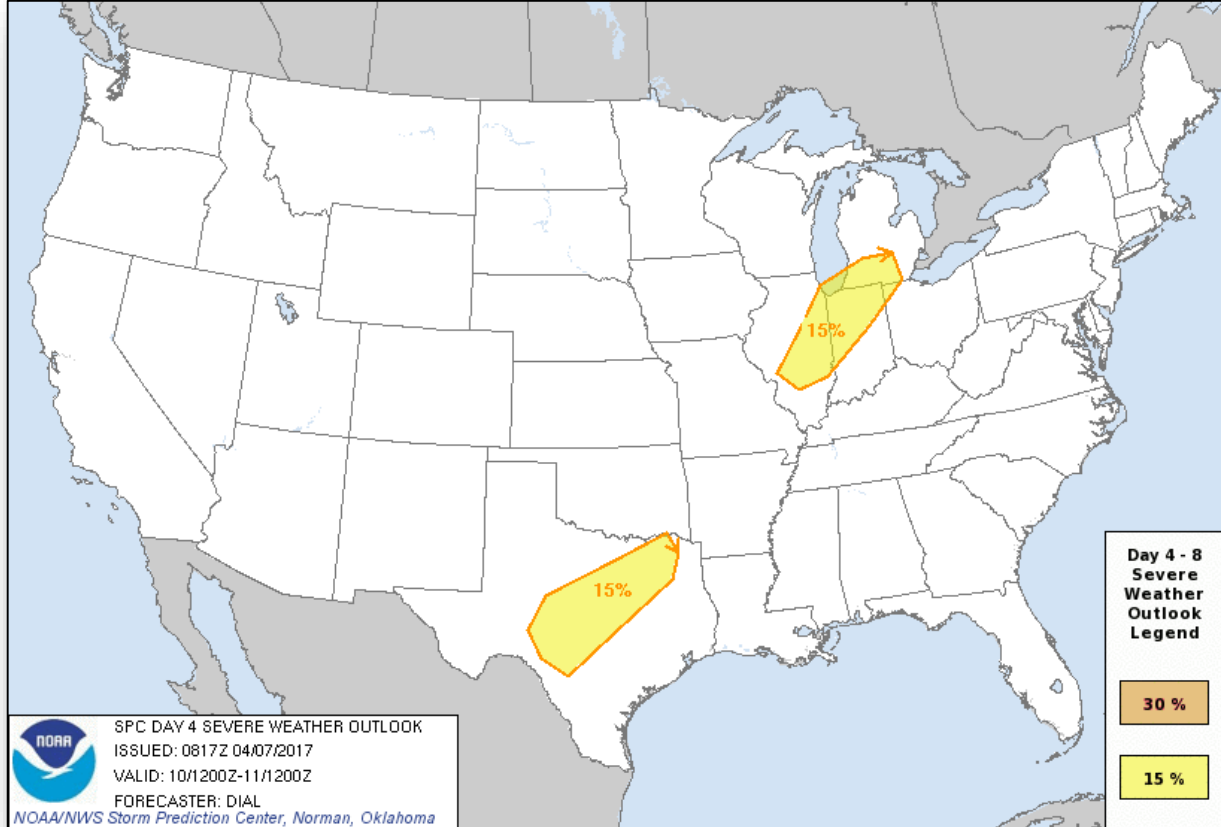 15%
15%
Day 4 - 8
Severe
Weather
Outlook
Legend
30 %
15 %
NOAA
SPC DAY 4 SEVERE WEATHER OUTLOOK
ISSUED: 0817Z 04/07/2017
VALID: 10/1200Z-11/1200Z
FORECASTER: DIAL
NOAA/NWS Storm Prediction Center, Norman, Oklahoma